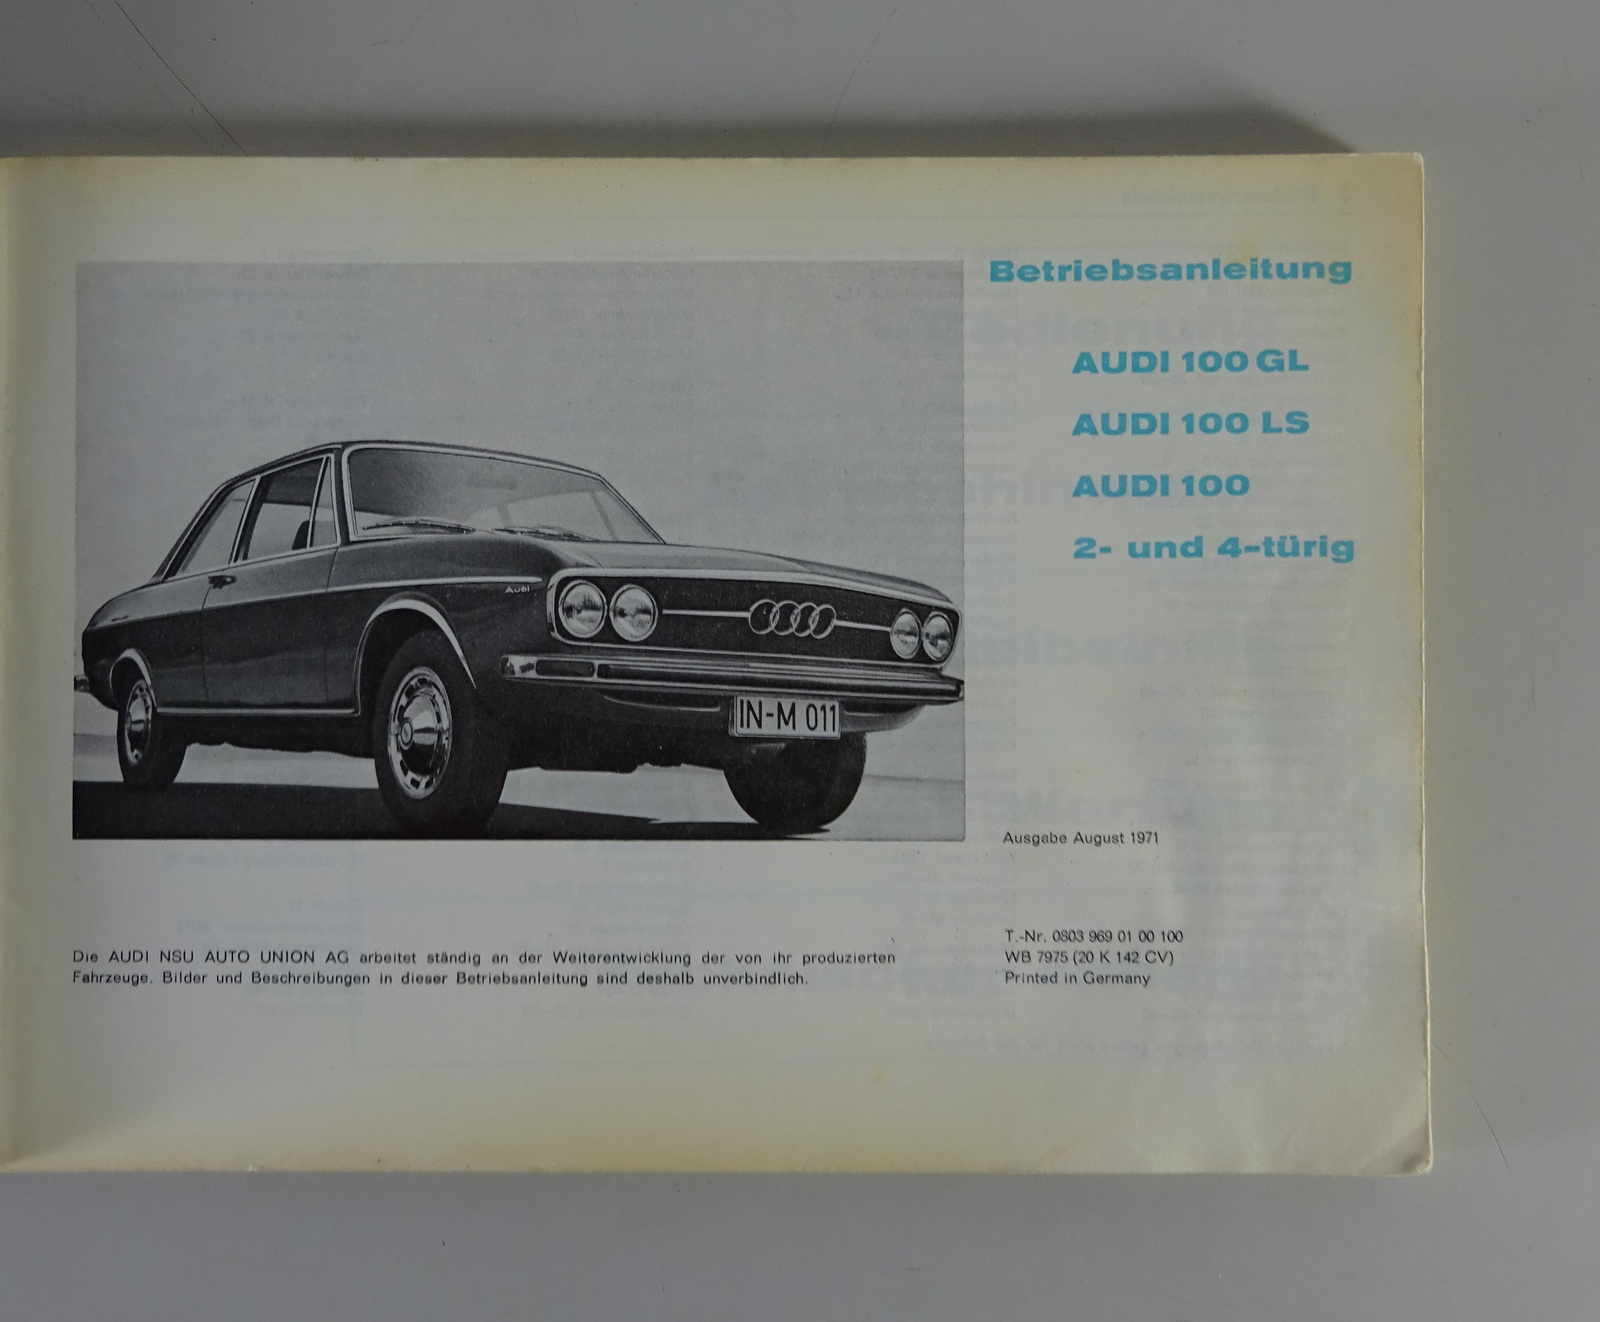 Betriebsanleitung
AUDI 100 GL
AUDI 100 LS
AUDI 100
2- und 4-türig
Audi
IN-M 011
Ausgabe August 1971
Die AUDI NSU AUTO UNION AG arbeitet ständig an der Weiterentwicklung der von ihr produzierten
Fahrzeuge. Bilder und Beschreibungen in dieser Betriebsanleitung sind deshalb unverbindlich.
T.-Nr. 0803 969 01 00 100
WB 7975 (20 K 142 CV)
Printed in Germany